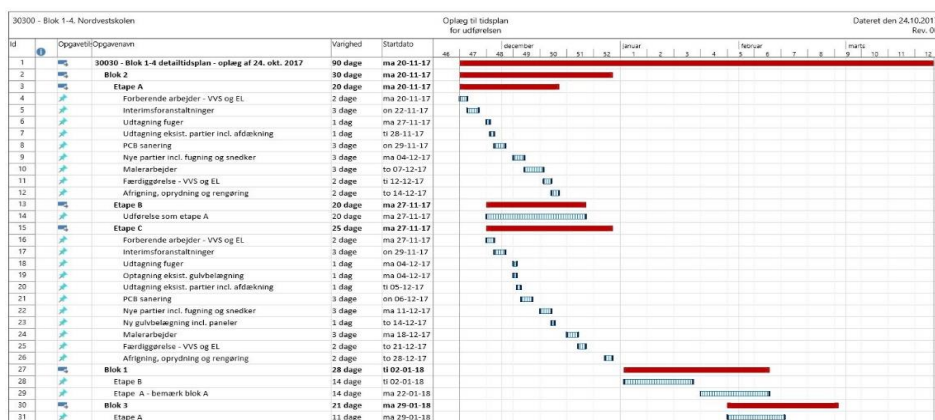 30300 - Blok 1-4. Nordvestskolen Oplæg til tidsplan Dateret den 24.10.201
for udførelsen Rev. 0
Id Opgavetil Opgavenavn Varighed Startdato december januar februar marts
46 47 48 49 50 51 52 1 2 3 4 5 6 7 8 9 10 11 12
1 30030 - Blok 1-4 detailtidsplan - oplæg af 24. okt. 2017 90 dage ma 20-11-17
2 Blok 2 30 dage ma 20-11-17
3 Etape A 20 dage ma 20-11-17
4 Forberende arbejder - VVS og EL 2 dage ma 20-11-17
5 Interimsforanstaltninger 3 dage on 22-11-17
6 Udtagning fuger 1 dag ma 27-11-17
7 Udtagning eksist. partier incl. afdækning 1 dag ti 28-11-17
8 PCB sanering 3 dage on 29-11-17
9 Nye partier incl. fugning og snedker 3 dage ma 04-12-17
10 Malerarbejder 3 dage to 07-12-17
11 Færdiggørelse - VVS og EL 2 dage ti 12-12-17
12 Afrigning, oprydning og rengøring 2 dage to 14-12-17
13 Etape B 20 dage ma 27-11-17
14 Udførelse som etape A 20 dage ma 27-11-17
15 Etape C 25 dage ma 27-11-17
16 Forberende arbejder - VVS og EL 2 dage ma 27-11-17
17 Interimsforanstaltninger 3 dage on 29-11-17
18 Udtagning fuger 1 dag ma 04-12-17
19 Optagning eksist. gulvbelægning 1 dag ma 04-12-17
20 Udtagning eksist. partier incl. afdækning 1 dag ti 05-12-17
21 PCB sanering 3 dage on 06-12-17
22 Nye partier incl. fugning og snedker 3 dage ma 11-12-17
23 Ny gulvbelægning incl. paneler 1 dag to 14-12-17
24 Malerarbejder 3 dage ma 18-12-17
25 Færdiggørelse - VVS og EL 2 dage to 21-12-17
26 Afrigning, oprydning og rengøring 2 dage to 28-12-17
27 Blok 1 28 dage ti 02-01-18
28 Etape B 14 dage ti 02-01-18
29 Etape A - bemærk blok A 14 dage ma 22-01-18
30 Blok 3 21 dage ma 29-01-18
31 Etape A 11 dage ma 29-01-18